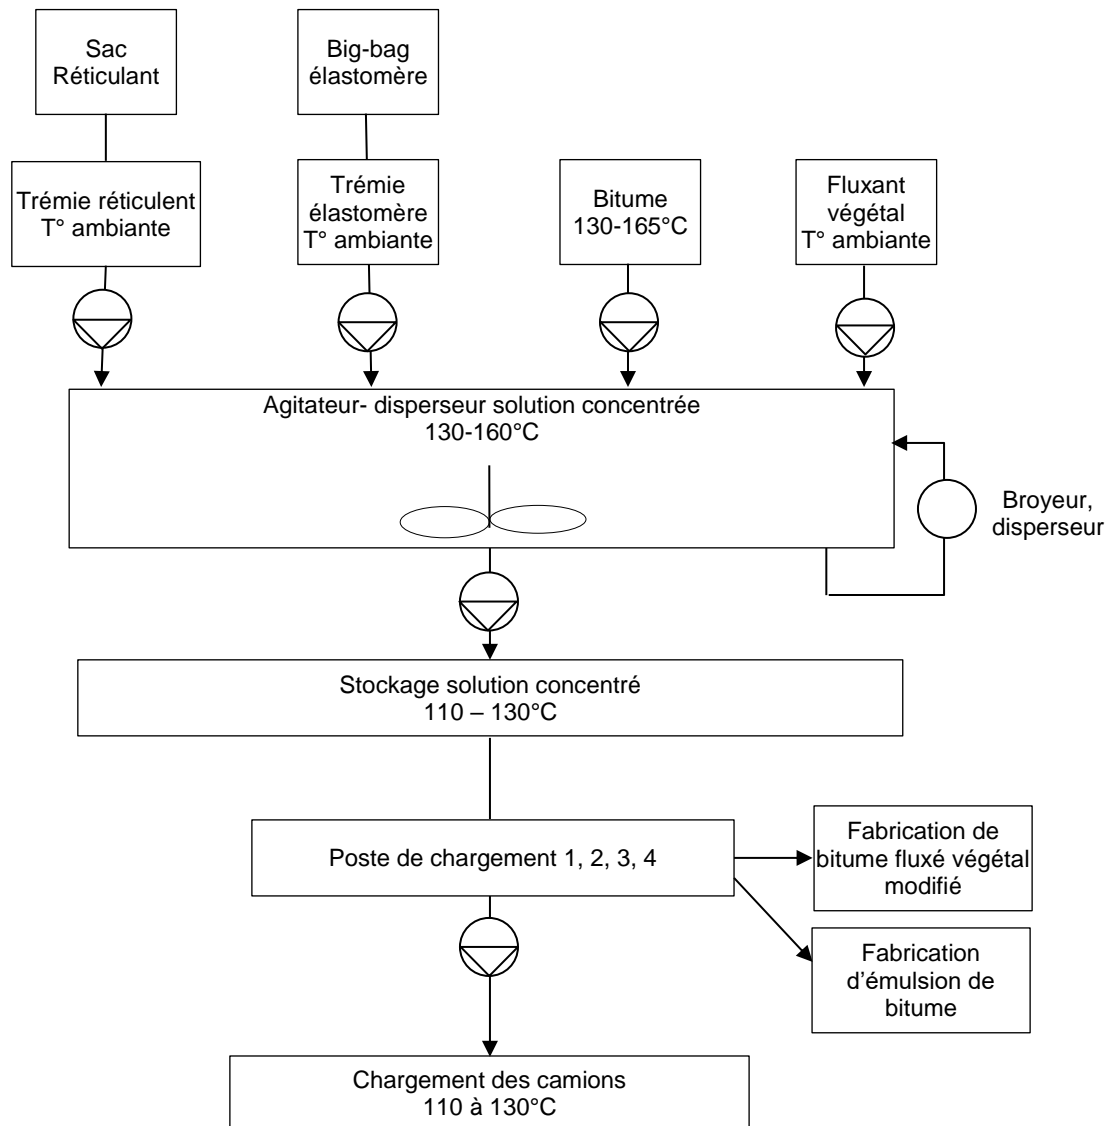 Sac
Réticulant
Big-bag
élastomère
Trémie réticulent
T° ambiante
Trémie
élastomère
T° ambiante
Bitume
130-165°C
Fluxant
végétal
T° ambiante
Agitateur- disperseur solution concentrée
130-160°C
Broyeur,
disperseur
Stockage solution concentré
110 – 130°C
Poste de chargement 1, 2, 3, 4
Fabrication de
bitume fluxé végétal
modifié
Fabrication
d’émulsion de
bitume
Chargement des camions
110 à 130°C